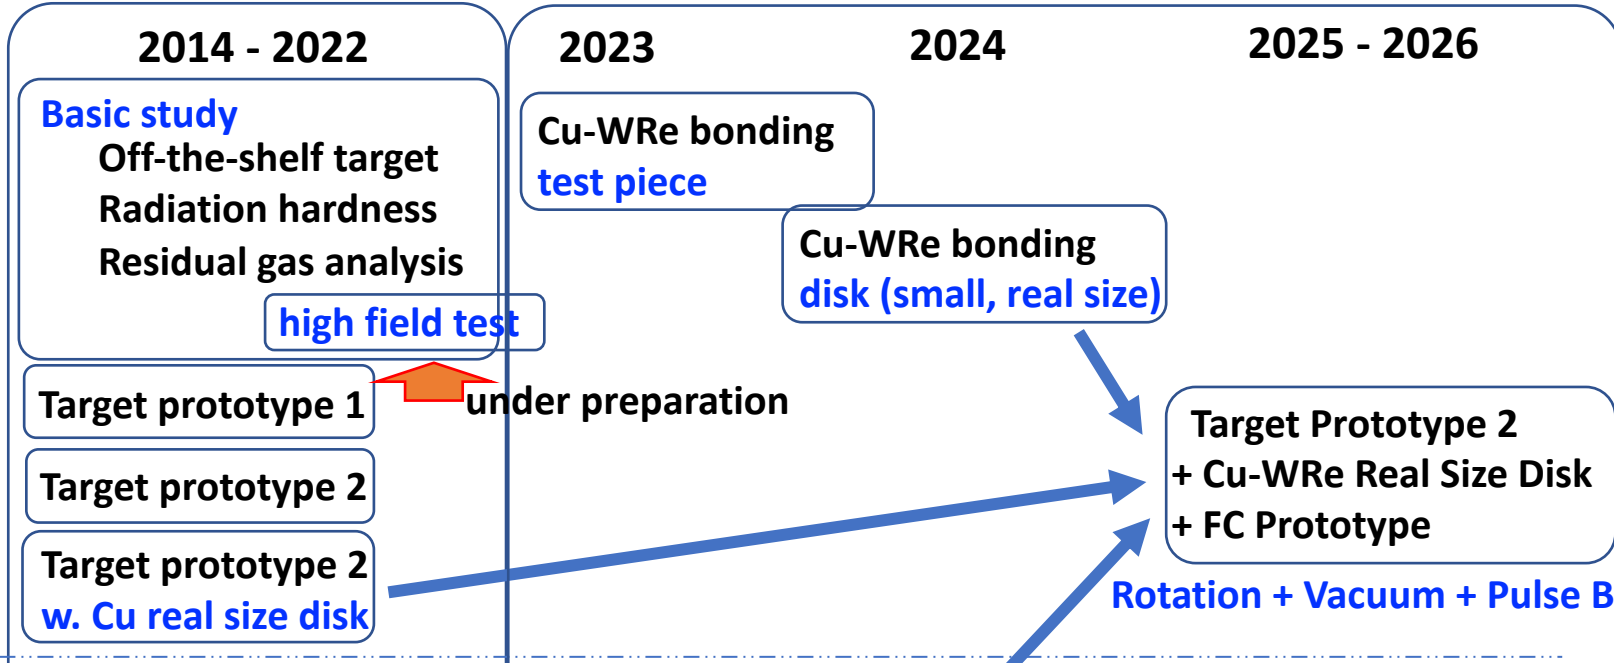 2014 - 2022
2023
2024
2025 - 2026
Basic study
Off-the-shelf target
Radiation hardness
Residual gas analysis
high field test
Cu-WRe bonding
test piece
Cu-WRe bonding
disk (small, real size)
under preparation
Target prototype 1
Target prototype 2
Target prototype 2
w. Cu real size disk
Target Prototype 2
+ Cu-WRe Real Size Disk
+ FC Prototype
Rotation + Vacuum + Pulse B